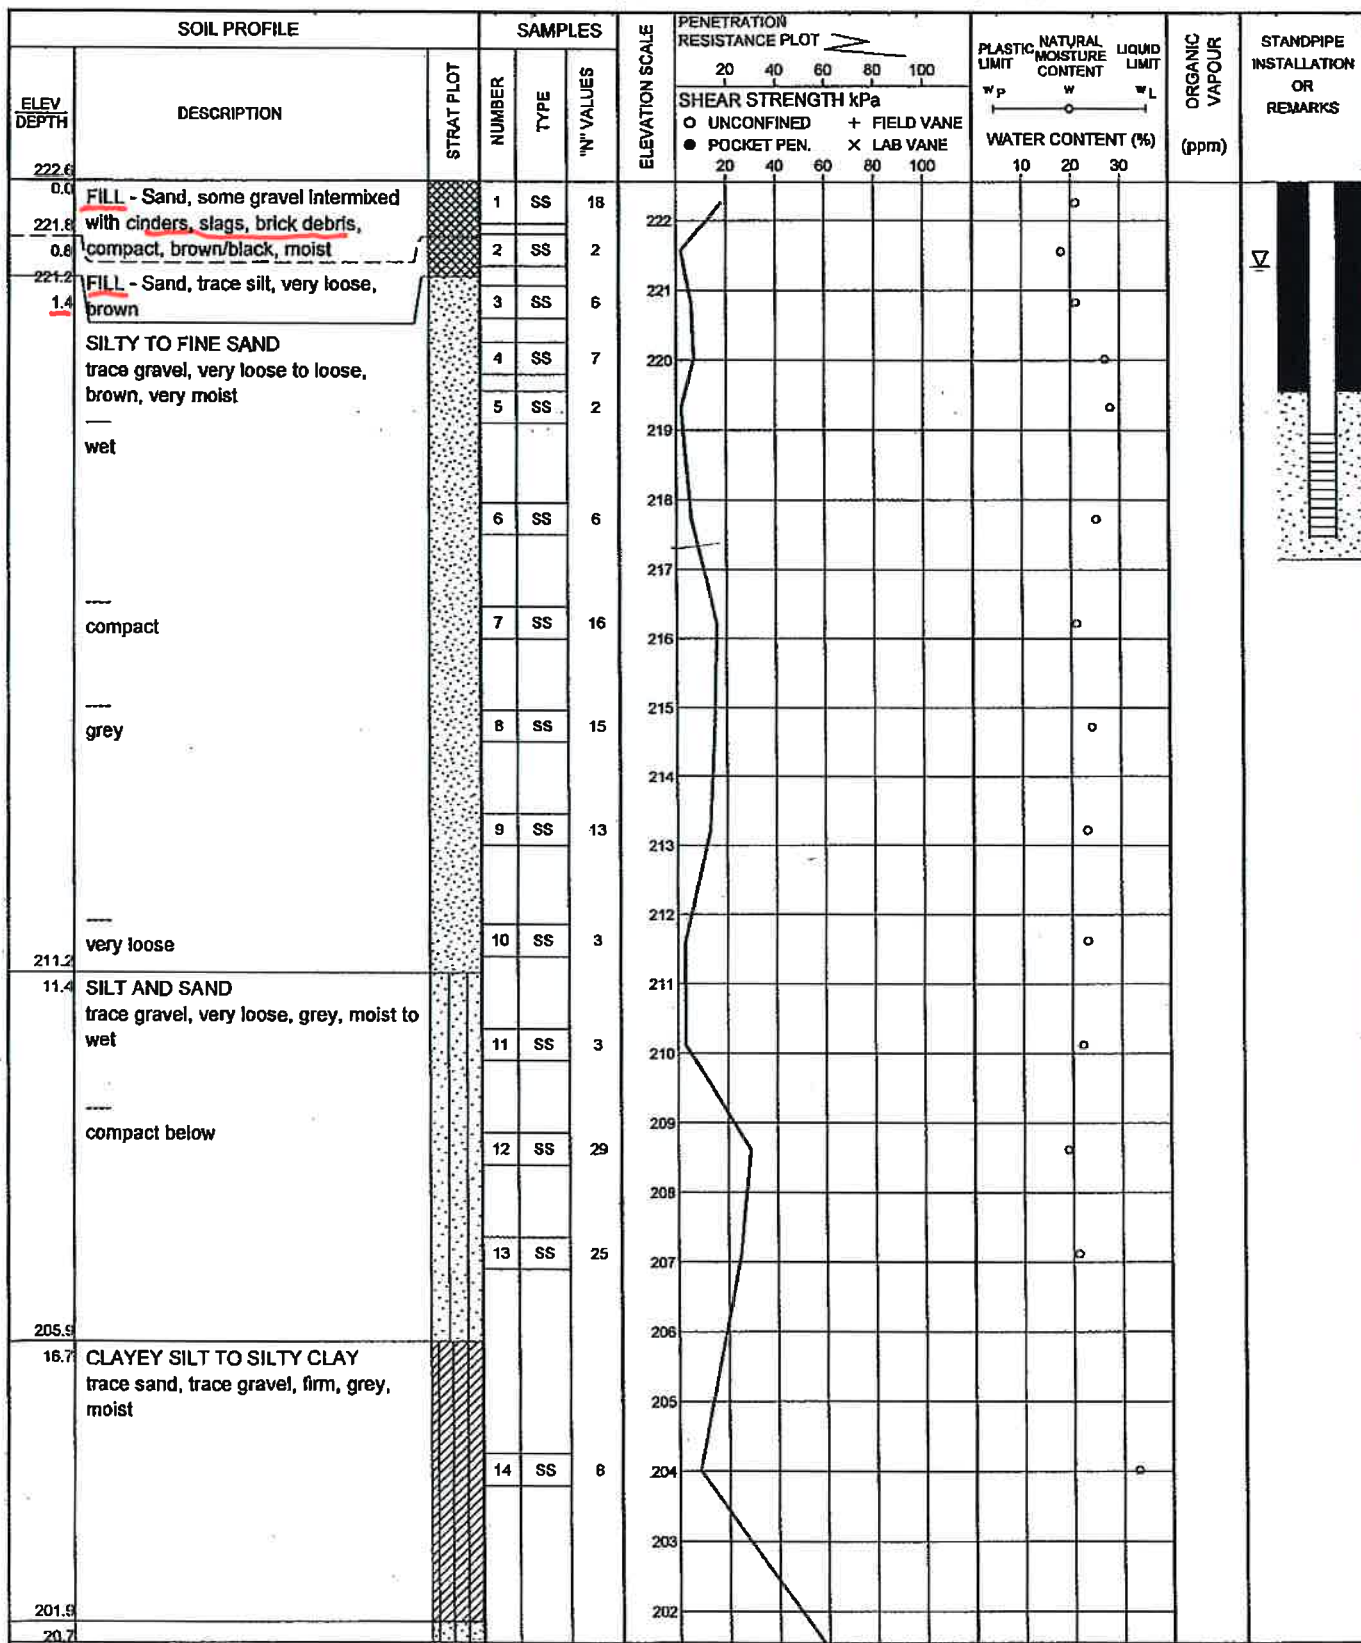 SOIL PROFILE
SAMPLES
ELEV
DEPTH
DESCRIPTION
STRAT PLOT
NUMBER
TYPE
"N" VALUES
ELEVATION SCALE
PENETRATION
RESISTANCE PLOT
20 40 60 80 100
SHEAR STRENGTH kPa
O UNCONFINED + FIELD VANE
● POCKET PEN. × LAB VANE
20 40 60 80 100
PLASTIC LIMIT
NATURAL MOISTURE CONTENT
LIQUID LIMIT
WP W WL
WATER CONTENT (%)
10 20 30
ORGANIC VAPOUR
(ppm)
STANDPIPE
INSTALLATION
OR
REMARKS
222.6
0.0
FILL - Sand, some gravel intermixed
with cinders, slags, brick debris,
compact, brown/black, moist
221.8
0.8
221.2
1.4
FILL - Sand, trace silt, very loose,
brown
SILTY TO FINE SAND
trace gravel, very loose to loose,
brown, very moist
wet
compact
grey
very loose
211.2
11.4
SILT AND SAND
trace gravel, very loose, grey, moist to
wet
compact below
205.9
16.7
CLAYEY SILT TO SILTY CLAY
trace sand, trace gravel, firm, grey,
moist
201.9
20.7
1 SS 18
2 SS 2
3 SS 6
4 SS 7
5 SS 2
6 SS 6
7 SS 16
8 SS 15
9 SS 13
10 SS 3
11 SS 3
12 SS 29
13 SS 25
14 SS
222
221
220
219
218
217
216
215
214
213
212
211
210
209
208
207
206
205
204
203
202